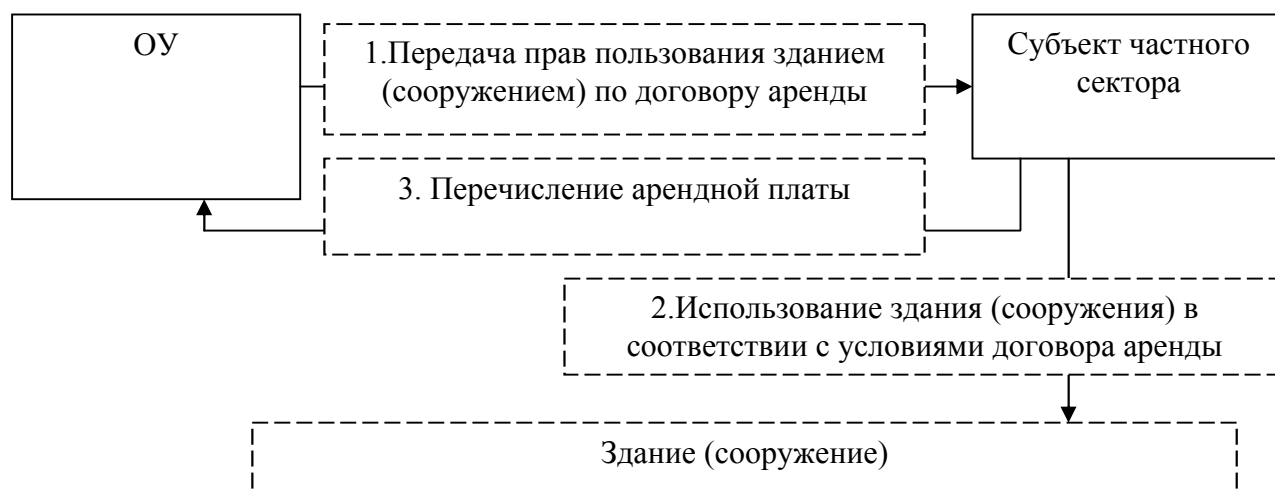 ОУ
1.Передача прав пользования зданием
(сооружением) по договору аренды
Субъект частного
сектора
3. Перечисление арендной платы
2.Использование здания (сооружения) в
соответствии с условиями договора аренды
Здание (сооружение)